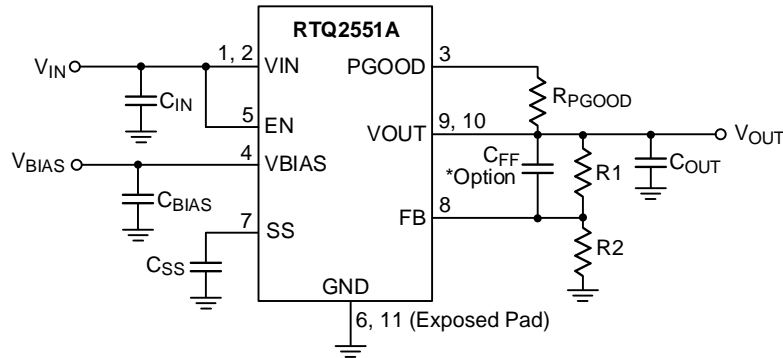 RTQ2551A
VIN
1, 2
VIN
PGOOD
3
CIN
RPGOOD
5
EN
VOUT
9, 10
VOUT
VBIAS
4
VBIAS
CFF
*Option
R1
COUT
CBIAS
7
SS
FB
8
CSS
R2
GND
6, 11 (Exposed Pad)